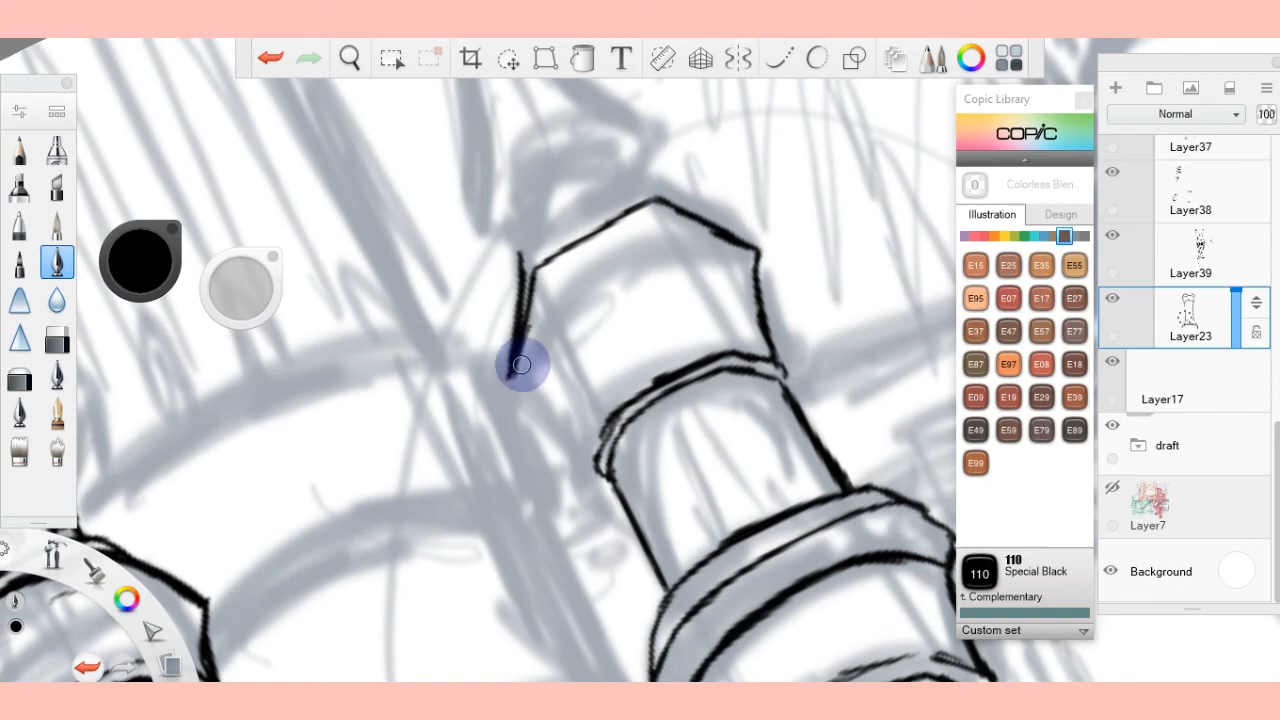 T
Copic Library
COPIC
0 Colorless Blen..
Illustration Design
E15 E25 E35 E55
E95 E07 E17 E27
E37 E47 E57 E77
E87 E97 E08 E18
E09 E19 E29 E39
E49 E59 E79 E89
E99
110 110
Special Black
Complementary
Custom set
Normal 100
Layer37
Layer38
Layer39
Layer23
Layer17
draft
Layer7
Background